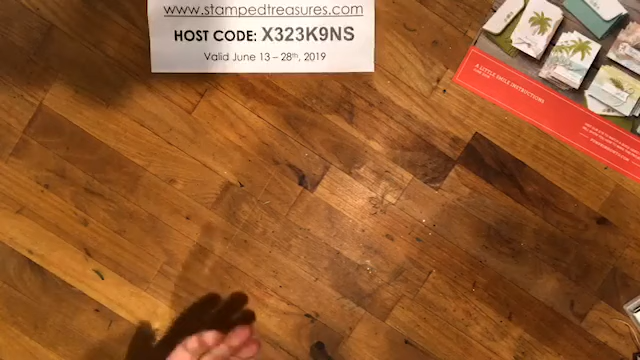 www.stampedtreasures.com
HOST CODE: X323K9NS
Valid June 13 – 28th, 2019
A LITTLE SMILE INSTRUCTIONS